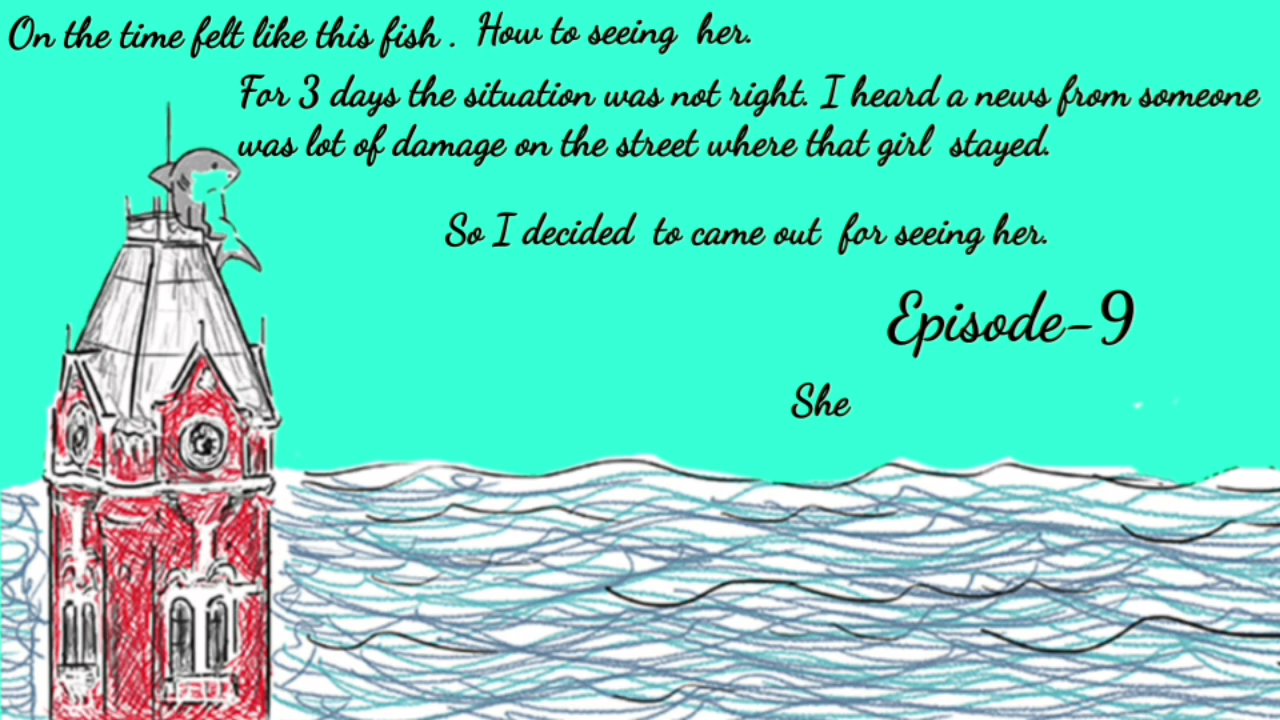 On the time felt like this fish . How to seeing her.
For 3 days the situation was not right. I heard a news from someone
was lot of damage on the street where that girl stayed.
So I decided to came out for seeing her.
Episode-9
She